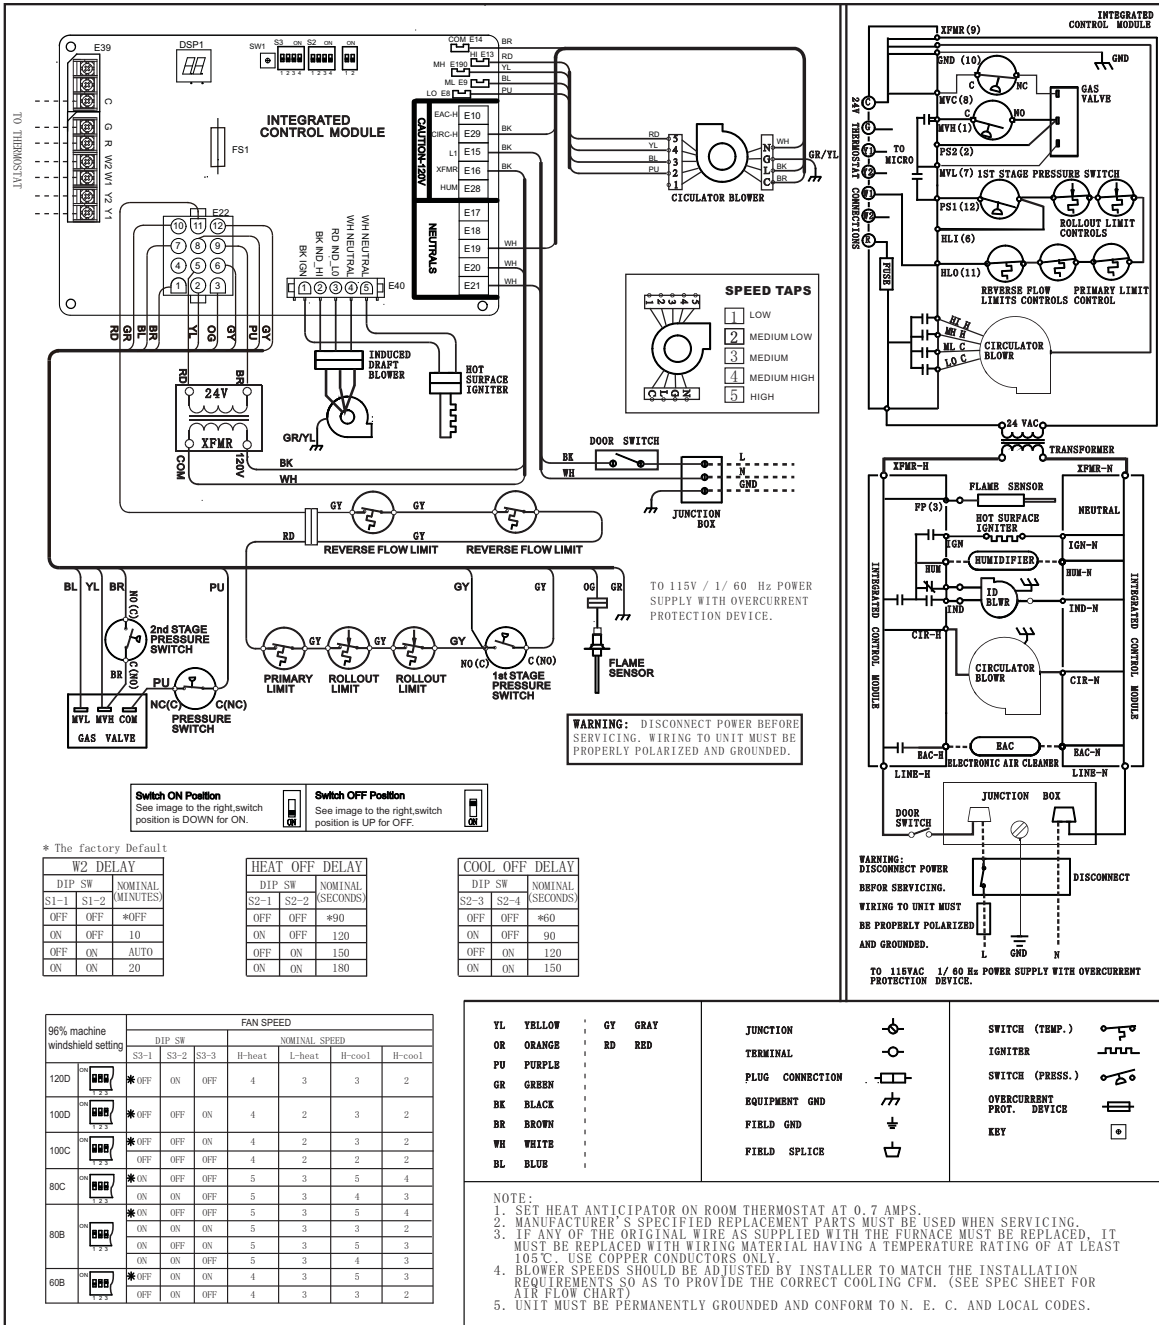 E39
DSP1
SW1
S3 ON S2 ON ON
1 2 3 4 1 2 3 4 1 2
COM E14 BR
HI E13 RD
MH E190 YL
ML E9 BL
LO E8 PU
TO THERMOSTAT
C
G
R
W2
W1
Y2
Y1
FS1
INTEGRATED
CONTROL MODULE
CAUTION-120V
NEUTRALS
EAC-H E10
CIRC-H E29 BK
L1 E15 BK
XFMR E16 BK
HUM E28
E17
E18
E19 WH
E20 WH
E21 WH
RD 5
YL 4
BL 3
PU 2
1
N WH
G GR/YL
L BK
C BR
CICULATOR BLOWER
E22
10 11 12
7 8 9
4 5 6
1 2 3
RD GR BL BR YL OG GY PU GY
BK IGN
BK IND_HI
RD IND_L0
WH NEUTRAL
WH NEUTRAL
1 2 3 4 5 E40
INDUCED
DRAFT
BLOWER
HOT
SURFACE
IGNITER
GR/YL
RD BR
24V
XFMR
COM 120V
BK
WH
1 2 3 4 5
C L G N
SPEED TAPS
1 LOW
2 MEDIUM LOW
3 MEDIUM
4 MEDIUM HIGH
5 HIGH
DOOR SWITCH
BK
WH
L
N
GND
JUNCTION
BOX
GY GY
RD GY
REVERSE FLOW LIMIT REVERSE FLOW LIMIT
BL YL BR PU GY GY OG GR
NO(C)
2nd STAGE
PRESSURE
SWITCH
C(NO)
BR
PU
NC(C) C(NC)
PRESSURE
SWITCH
MVL MVH COM
GAS VALVE
GY GY GY
PRIMARY
LIMIT
ROLLOUT
LIMIT
ROLLOUT
LIMIT
NO(C) C(NO)
1st STAGE
PRESSURE
SWITCH
FLAME
SENSOR
TO 115V / 1/ 60 Hz POWER
SUPPLY WITH OVERCURRENT
PROTECTION DEVICE.
WARNING: DISCONNECT POWER BEFORE
SERVICING. WIRING TO UNIT MUST BE
PROPERLY POLARIZED AND GROUNDED.
Switch ON Position
See image to the right,switch
position is DOWN for ON.
ON
Switch OFF Position
See image to the right,switch
position is UP for OFF.
ON
* The factory Default
W2 DELAY
DIP SW NOMINAL
S1-1 S1-2 (MINUTES)
OFF OFF *OFF
ON OFF 10
OFF ON AUTO
ON ON 20
HEAT OFF DELAY
DIP SW NOMINAL
S2-1 S2-2 (SECONDS)
OFF OFF *90
ON OFF 120
OFF ON 150
ON ON 180
COOL OFF DELAY
DIP SW NOMINAL
S2-3 S2-4 (SECONDS)
OFF OFF *60
ON OFF 90
OFF ON 120
ON ON 150
96% machine
windshield setting
FAN SPEED
DIP SW NOMINAL SPEED
S3-1 S3-2 S3-3 H-heat L-heat H-cool H-cool
120D ON 1 2 3 *OFF ON OFF 4 3 3 2
100D ON 1 2 3 *OFF OFF ON 4 2 3 2
100C ON 1 2 3 *OFF OFF ON 4 2 3 2
OFF OFF OFF 4 2 2 2
80C ON 1 2 3 *ON OFF OFF 5 3 5 4
ON ON OFF 5 3 4 3
80B ON 1 2 3 *ON OFF OFF 5 3 5 4
ON ON ON 5 3 3 2
ON OFF ON 5 3 5 3
ON ON OFF 5 3 4 3
60B ON 1 2 3 *OFF OFF ON 4 3 5 3
OFF ON OFF 4 3 3 2
INTEGRATED
CONTROL MODULE
XFMR(9)
GND (10)
GND
C NC
MVC(8)
C NO
MVH(1)
GAS
VALVE
PS2(2)
TO
MICRO
MVL(7) 1ST STAGE PRESSURE SWITCH
PS1(12)
ROLLOUT LIMIT
CONTROLS
HLI(6)
HLO(11)
REVERSE FLOW
LIMITS CONTROLS
PRIMARY LIMIT
CONTROL
24V THERMOSTAT CONNECTIONS
C
G
Y1
Y2
W1
W2
R
FUSE
HI H
MH H
ML C
LO C
CIRCULATOR
BLOWR
24 VAC
TRANSFORMER
XFMR-H XFMR-N
FLAME SENSOR
FP(3)
NEUTRAL
HOT SURFACE
IGNITER
IGN IGN-N
HUMIDIFIER
HUM HUM-N
ID
BLWR
IND IND-N
CIR-H
CIRCULATOR
BLOWR
CIR-N
INTEGRATED CONTROL MODULE
INTEGRATED CONTROL MODULE
EAC
EAC-H EAC-N
ELECTRONIC AIR CLEANER
LINE-H LINE-N
JUNCTION BOX
DOOR
SWITCH
WARNING:
DISCONNECT POWER
BEFOR SERVICING.
WIRING TO UNIT MUST
BE PROPERLY POLARIZED
AND GROUNDED.
DISCONNECT
L GND N
TO 115VAC 1/ 60 Hz POWER SUPPLY WITH OVERCURRENT
PROTECTION DEVICE.
YL YELLOW GY GRAY
OR ORANGE RD RED
PU PURPLE
GR GREEN
BK BLACK
BR BROWN
WH WHITE
BL BLUE
JUNCTION
TERMINAL
PLUG CONNECTION
EQUIPMENT GND
FIELD GND
FIELD SPLICE
SWITCH (TEMP.)
IGNITER
SWITCH (PRESS.)
OVERCURRENT
PROT. DEVICE
KEY
NOTE:
1. SET HEAT ANTICIPATOR ON ROOM THERMOSTAT AT 0.7 AMPS.
2. MANUFACTURER'S SPECIFIED REPLACEMENT PARTS MUST BE USED WHEN SERVICING.
3. IF ANY OF THE ORIGINAL WIRE AS SUPPLIED WITH THE FURNACE MUST BE REPLACED, IT
MUST BE REPLACED WITH WIRING MATERIAL HAVING A TEMPERATURE RATING OF AT LEAST
105℃. USE COPPER CONDUCTORS ONLY.
4. BLOWER SPEEDS SHOULD BE ADJUSTED BY INSTALLER TO MATCH THE INSTALLATION
REQUIREMENTS SO AS TO PROVIDE THE CORRECT COOLING CFM. (SEE SPEC SHEET FOR
AIR FLOW CHART)
5. UNIT MUST BE PERMANENTLY GROUNDED AND CONFORM TO N. E. C. AND LOCAL CODES.